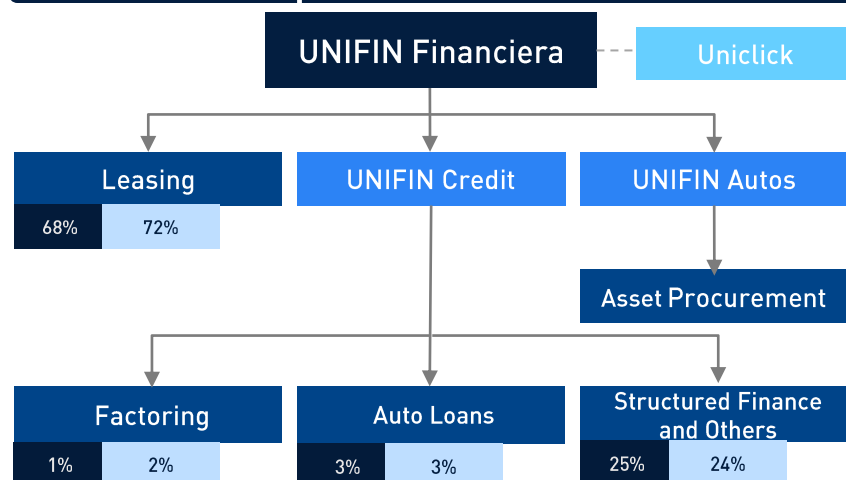 UNIFIN Financiera
Uniclick
Leasing
UNIFIN Credit
UNIFIN Autos
68%
72%
Asset Procurement
Factoring
Auto Loans
Structured Finance
and Others
1%
2%
3%
3%
25%
24%